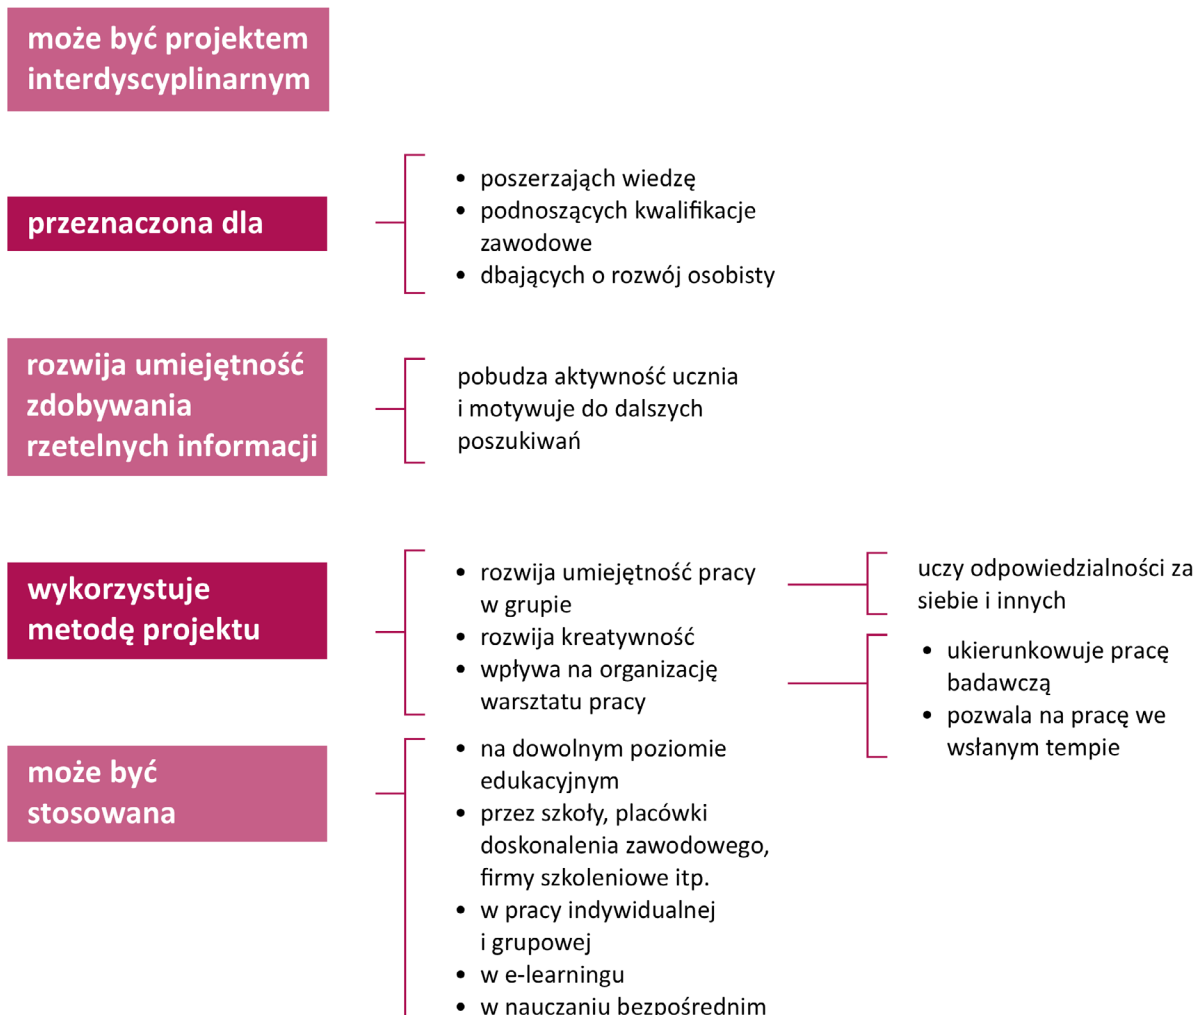 może być projektem
interdyscyplinarnym
przeznaczona dla
• poszerzająch wiedzę
• podnoszących kwalifikacje
zawodowe
• dbających o rozwój osobisty
rozwija umiejętność
zdobywania
rzetelnych informacji
pobudza aktywność ucznia
i motywuje do dalszych
poszukiwań
wykorzystuje
metodę projektu
• rozwija umiejętność pracy
w grupie
• rozwija kreatywność
• wpływa na organizację
warsztatu pracy
uczy odpowiedzialności za
siebie i innych
• ukierunkowuje pracę
badawczą
• pozwala na pracę we
wsłanym tempie
może być
stosowana
• na dowolnym poziomie
edukacyjnym
• przez szkoły, placówki
doskonalenia zawodowego,
firmy szkoleniowe itp.
• w pracy indywidualnej
i grupowej
• w e-learningu
• w nauczaniu bezpośrednim